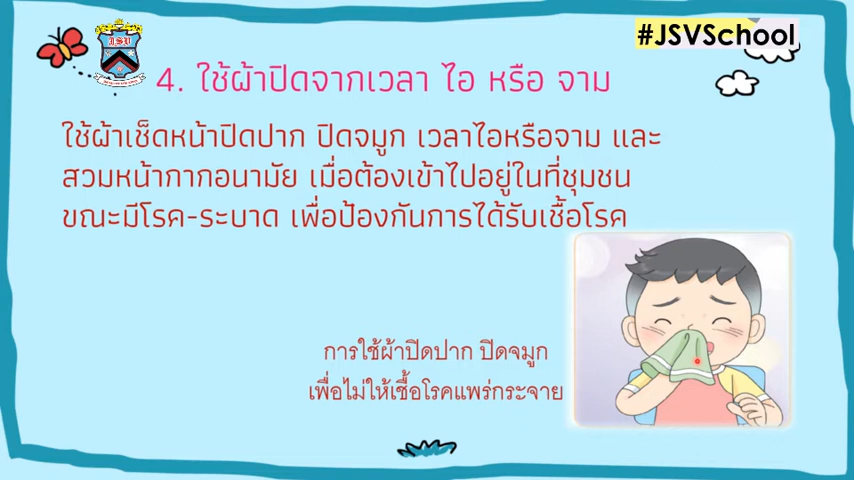 #JSVSchool
JSV
4. ใช้ผ้าปิดจากเวลา ไอ หรือ จาม
ใช้ผ้าเช็ดหน้าปิดปาก ปิดจมูก เวลาไอหรือจาม และ
สวมหน้ากากอนามัย เมื่อต้องเข้าไปอยู่ในที่ชุมชน
ขณะมีโรค-ระบาด เพื่อป้องกันการได้รับเชื้อโรค
การใช้ผ้าปิดปาก ปิดจมูก
เพื่อไม่ให้เชื้อโรคแพร่กระจาย